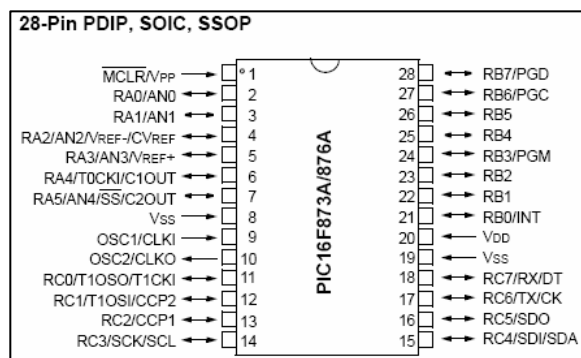 28-Pin PDIP, SOIC, SSOP
MCLR/VPP 1 28 RB7/PGD
RA0/AN0 2 27 RB6/PGC
RA1/AN1 3 26 RB5
RA2/AN2/VREF-/CVREF 4 25 RB4
RA3/AN3/VREF+ 5 24 RB3/PGM
RA4/T0CKI/C1OUT 6 23 RB2
RA5/AN4/SS/C2OUT 7 22 RB1
VSS 8 21 RB0/INT
OSC1/CLKI 9 20 VDD
OSC2/CLKO 10 19 VSS
RC0/T1OSO/T1CKI 11 18 RC7/RX/DT
RC1/T1OSI/CCP2 12 17 RC6/TX/CK
RC2/CCP1 13 16 RC5/SDO
RC3/SCK/SCL 14 15 RC4/SDI/SDA
PIC16F873A/876A